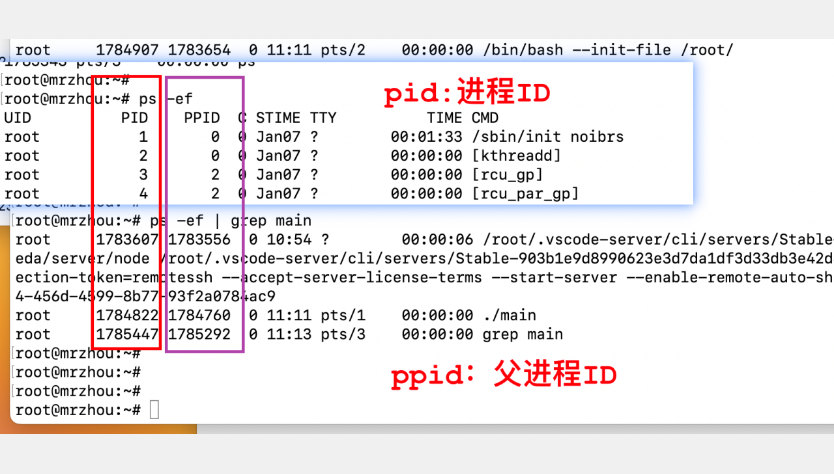 root     1784907 1783654  0 11:11 pts/2    00:00:00 /bin/bash --init-file /root/
1785343 pts/3    00:00:00 ps
[root@mrzhou:~#
[root@mrzhou:~# ps -ef
pid:进程ID
UID          PID    PPID  C STIME TTY          TIME CMD
root           1       0  0 Jan07 ?        00:01:33 /sbin/init noibrs
root           2       0  0 Jan07 ?        00:00:00 [kthreadd]
root           3       2  0 Jan07 ?        00:00:00 [rcu_gp]
root           4       2  0 Jan07 ?        00:00:00 [rcu_par_gp]
[root@mrzhou:~# ps -ef | grep main
root     1783607 1783556  0 10:54 ?        00:00:06 /root/.vscode-server/cli/servers/Stable-
eda/server/node /root/.vscode-server/cli/servers/Stable-903b1e9d8990623e3d7da1df3d33db3e42d
ection-token=remotessh --accept-server-license-terms --start-server --enable-remote-auto-sh
4-456d-4599-8b77-93f2a0784ac9
root     1784822 1784760  0 11:11 pts/1    00:00:00 ./main
root     1785447 1785292  0 11:13 pts/3    00:00:00 grep main
[root@mrzhou:~#
[root@mrzhou:~#
ppid: 父进程ID
[root@mrzhou:~#
root@mrzhou:~#